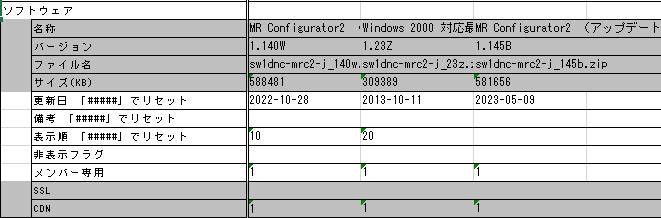 ソフトウェア
名称 MR Configurator2 Windows 2000 対応最 MR Configurator2 （アップデート
バージョン 1.140W 1.23Z 1.145B
ファイル名 sw1dnc-mrc2-j_140w. sw1dnc-mrc2-j_23z. sw1dnc-mrc2-j_145b.zip
サイズ(KB) 588481 309389 581656
更新日 「#####」でリセット 2022-10-28 2013-10-11 2023-05-09
備考 「#####」でリセット
表示順 「#####」でリセット 10 20
非表示フラグ
メンバー専用 1 1 1
SSL
CDN 1 1 1